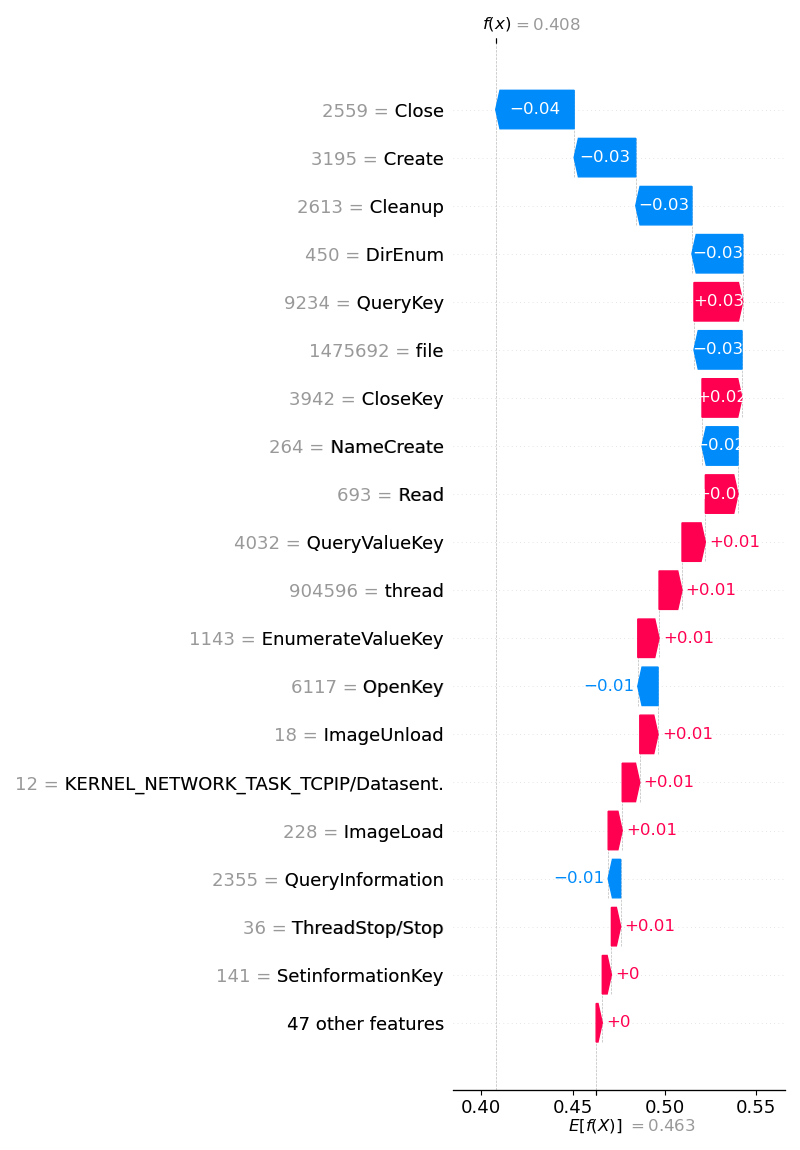 f(x) = 0.408
2559 = Close −0.04
3195 = Create −0.03
2613 = Cleanup −0.03
450 = DirEnum −0.03
9234 = QueryKey +0.03
1475692 = file −0.03
3942 = CloseKey +0.02
264 = NameCreate −0.02
693 = Read
4032 = QueryValueKey +0.01
904596 = thread +0.01
1143 = EnumerateValueKey +0.01
6117 = OpenKey −0.01
18 = ImageUnload +0.01
12 = KERNEL_NETWORK_TASK_TCPIP/Datasent. +0.01
228 = ImageLoad +0.01
2355 = QueryInformation −0.01
36 = ThreadStop/Stop +0.01
141 = SetinformationKey +0
47 other features +0
0.40 0.45 0.50 0.55
E[f(X)] = 0.463